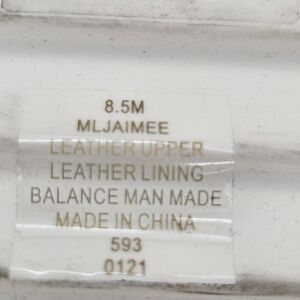 8.5M
MLJAIMEE
LEATHER UPPER
LEATHER LINING
BALANCE MAN MADE
MADE IN CHINA
593
0121